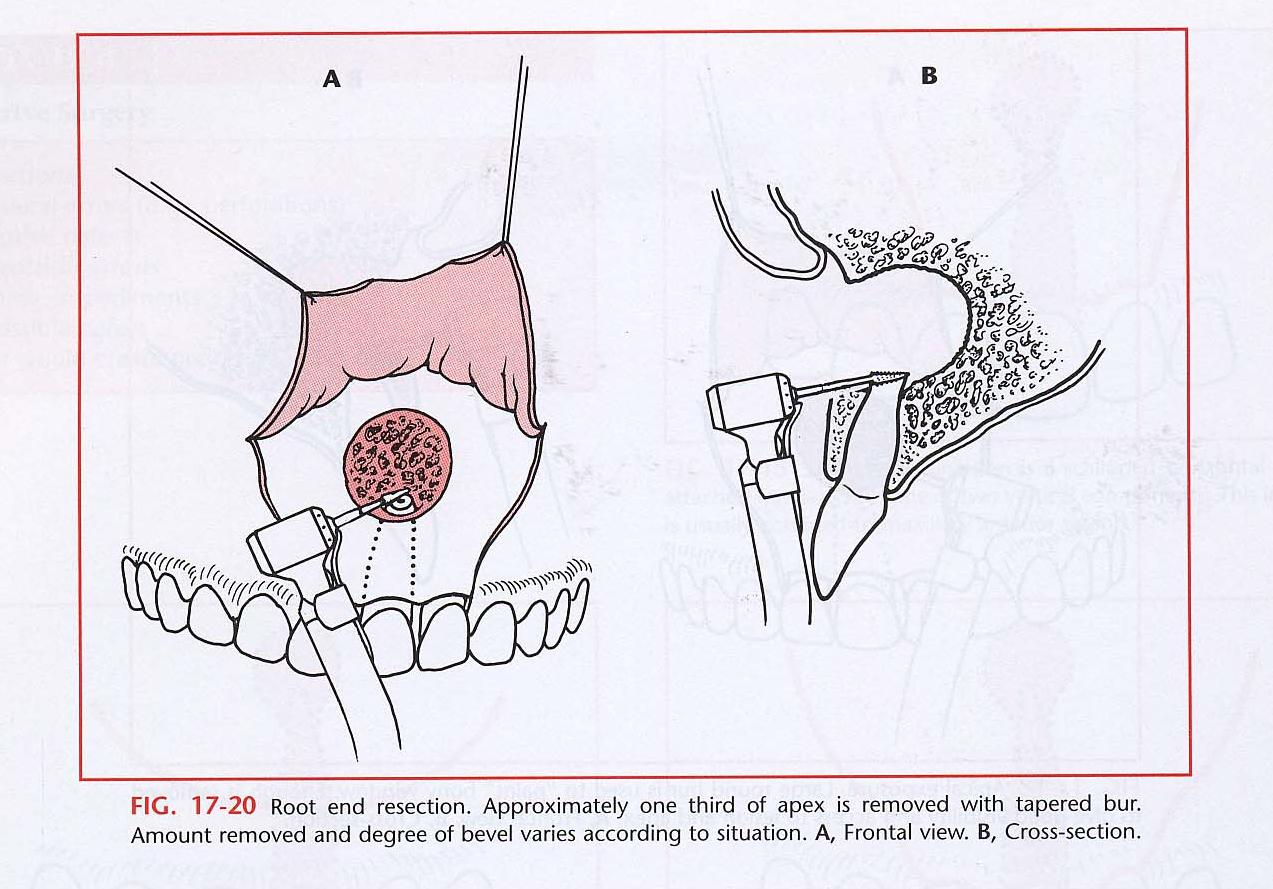 A
B
FIG. 17-20 Root end resection. Approximately one third of apex is removed with tapered bur.
Amount removed and degree of bevel varies according to situation. A, Frontal view. B, Cross-section.